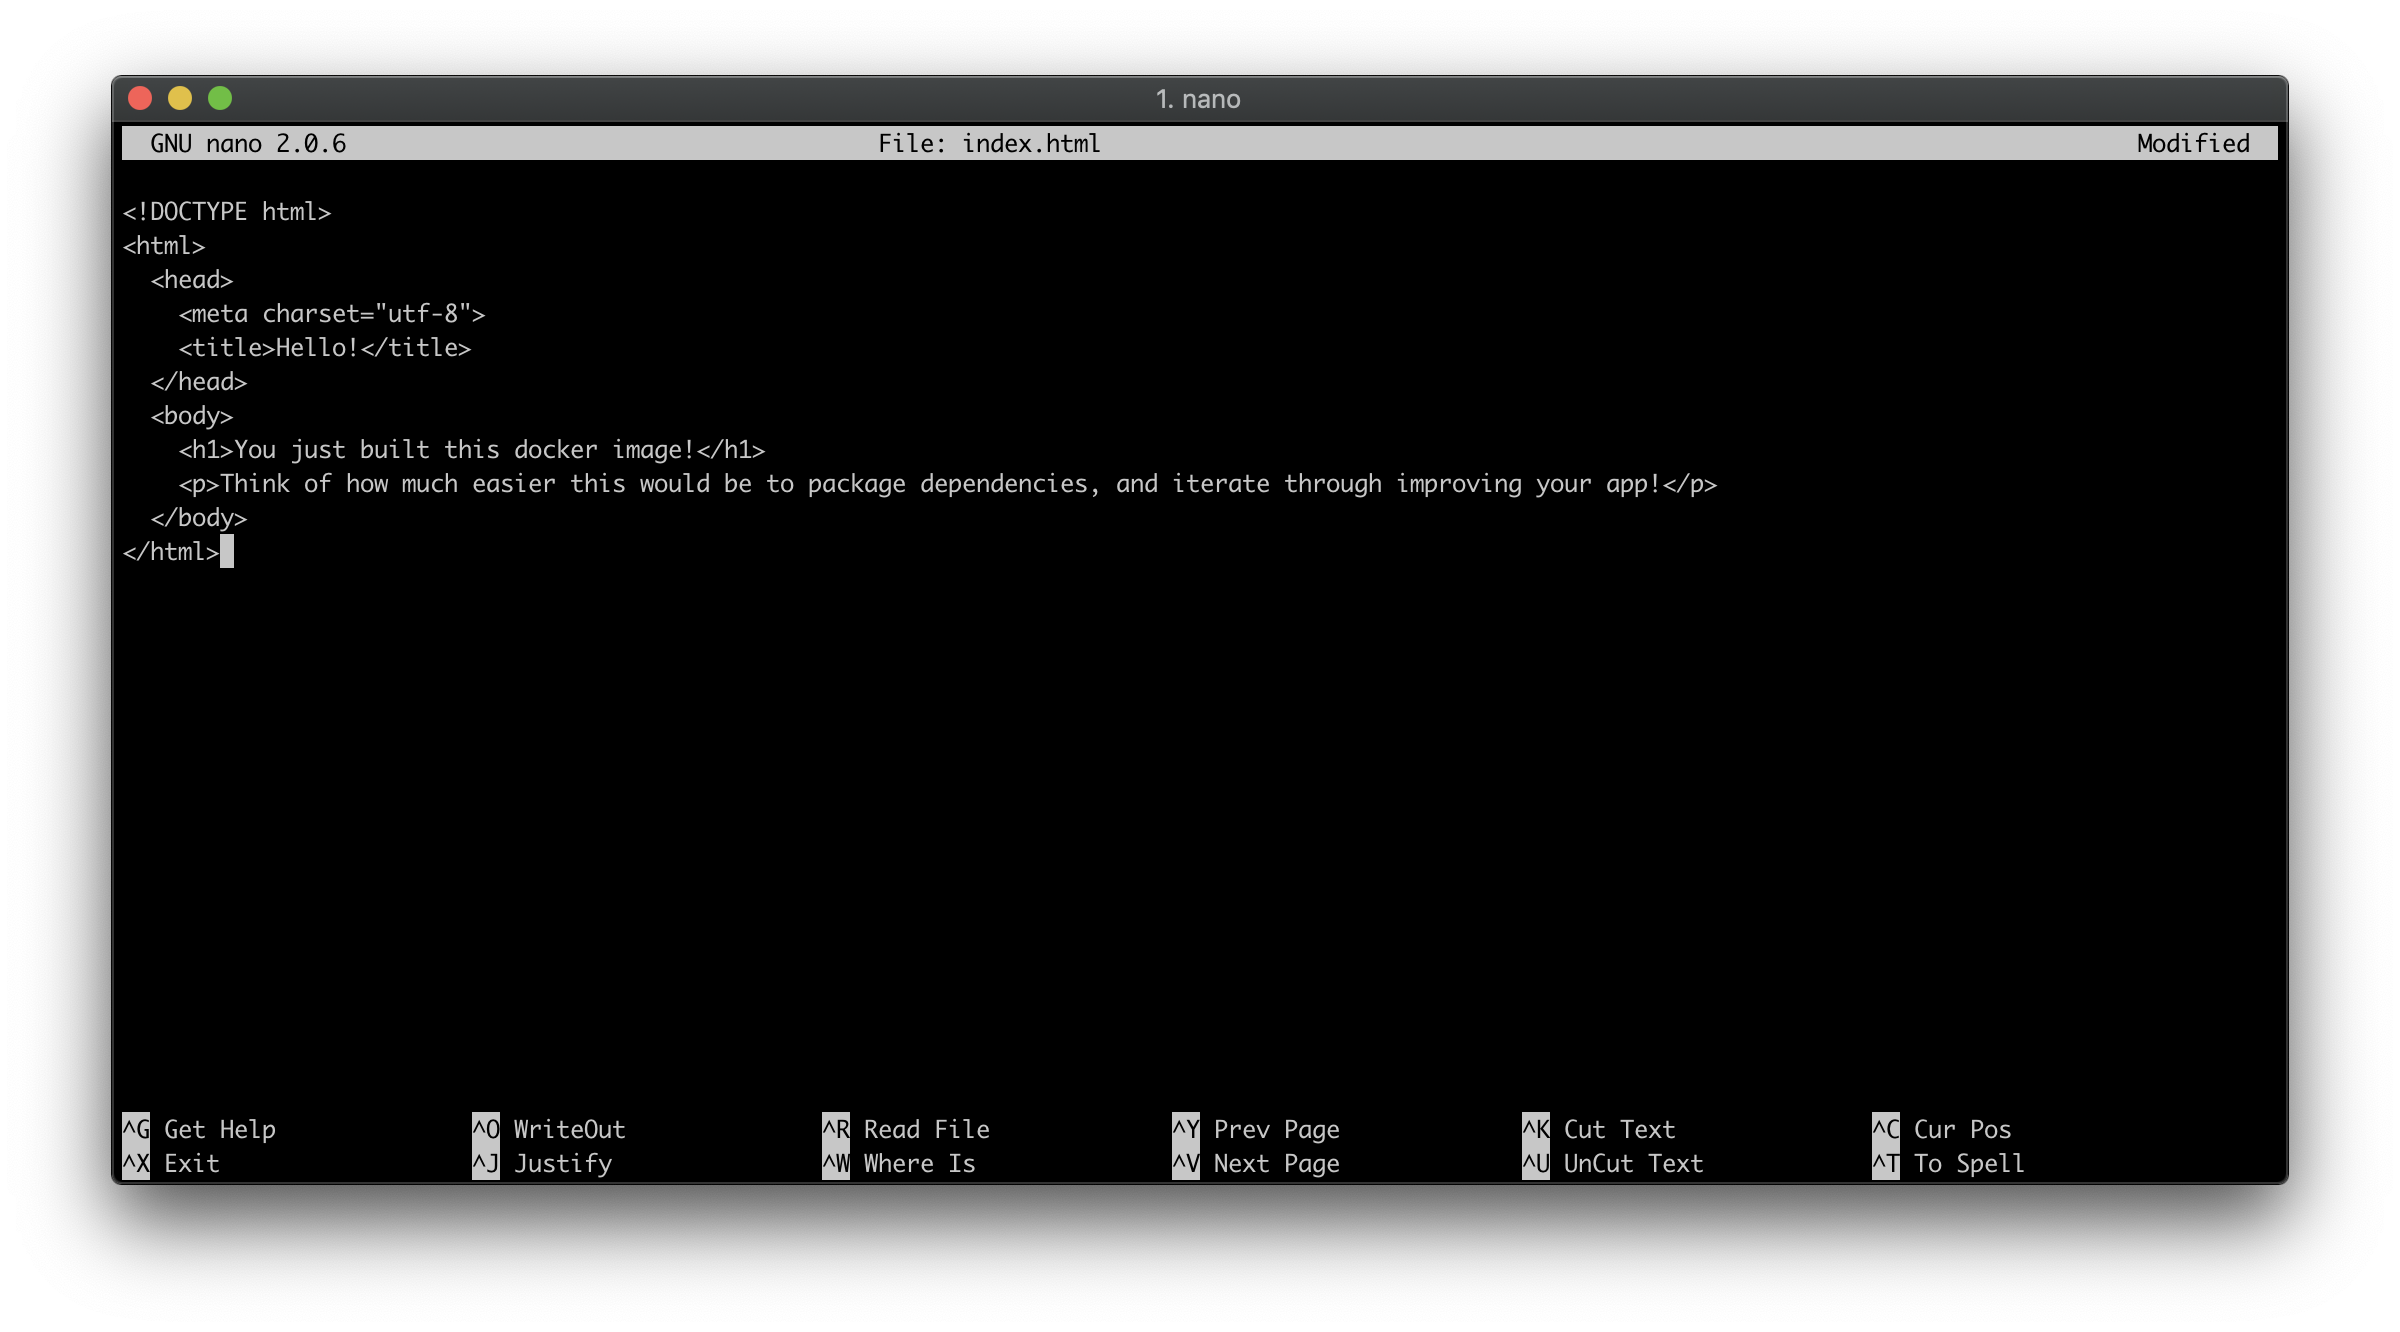 1. nano
GNU nano 2.0.6 File: index.html Modified
<!DOCTYPE html>
<html>
  <head>
    <meta charset="utf-8">
    <title>Hello!</title>
  </head>
  <body>
    <h1>You just built this docker image!</h1>
    <p>Think of how much easier this would be to package dependencies, and iterate through improving your app!</p>
  </body>
</html>
^G Get Help ^O WriteOut ^R Read File ^Y Prev Page ^K Cut Text ^C Cur Pos
^X Exit ^J Justify ^W Where Is ^V Next Page ^U UnCut Text ^T To Spell